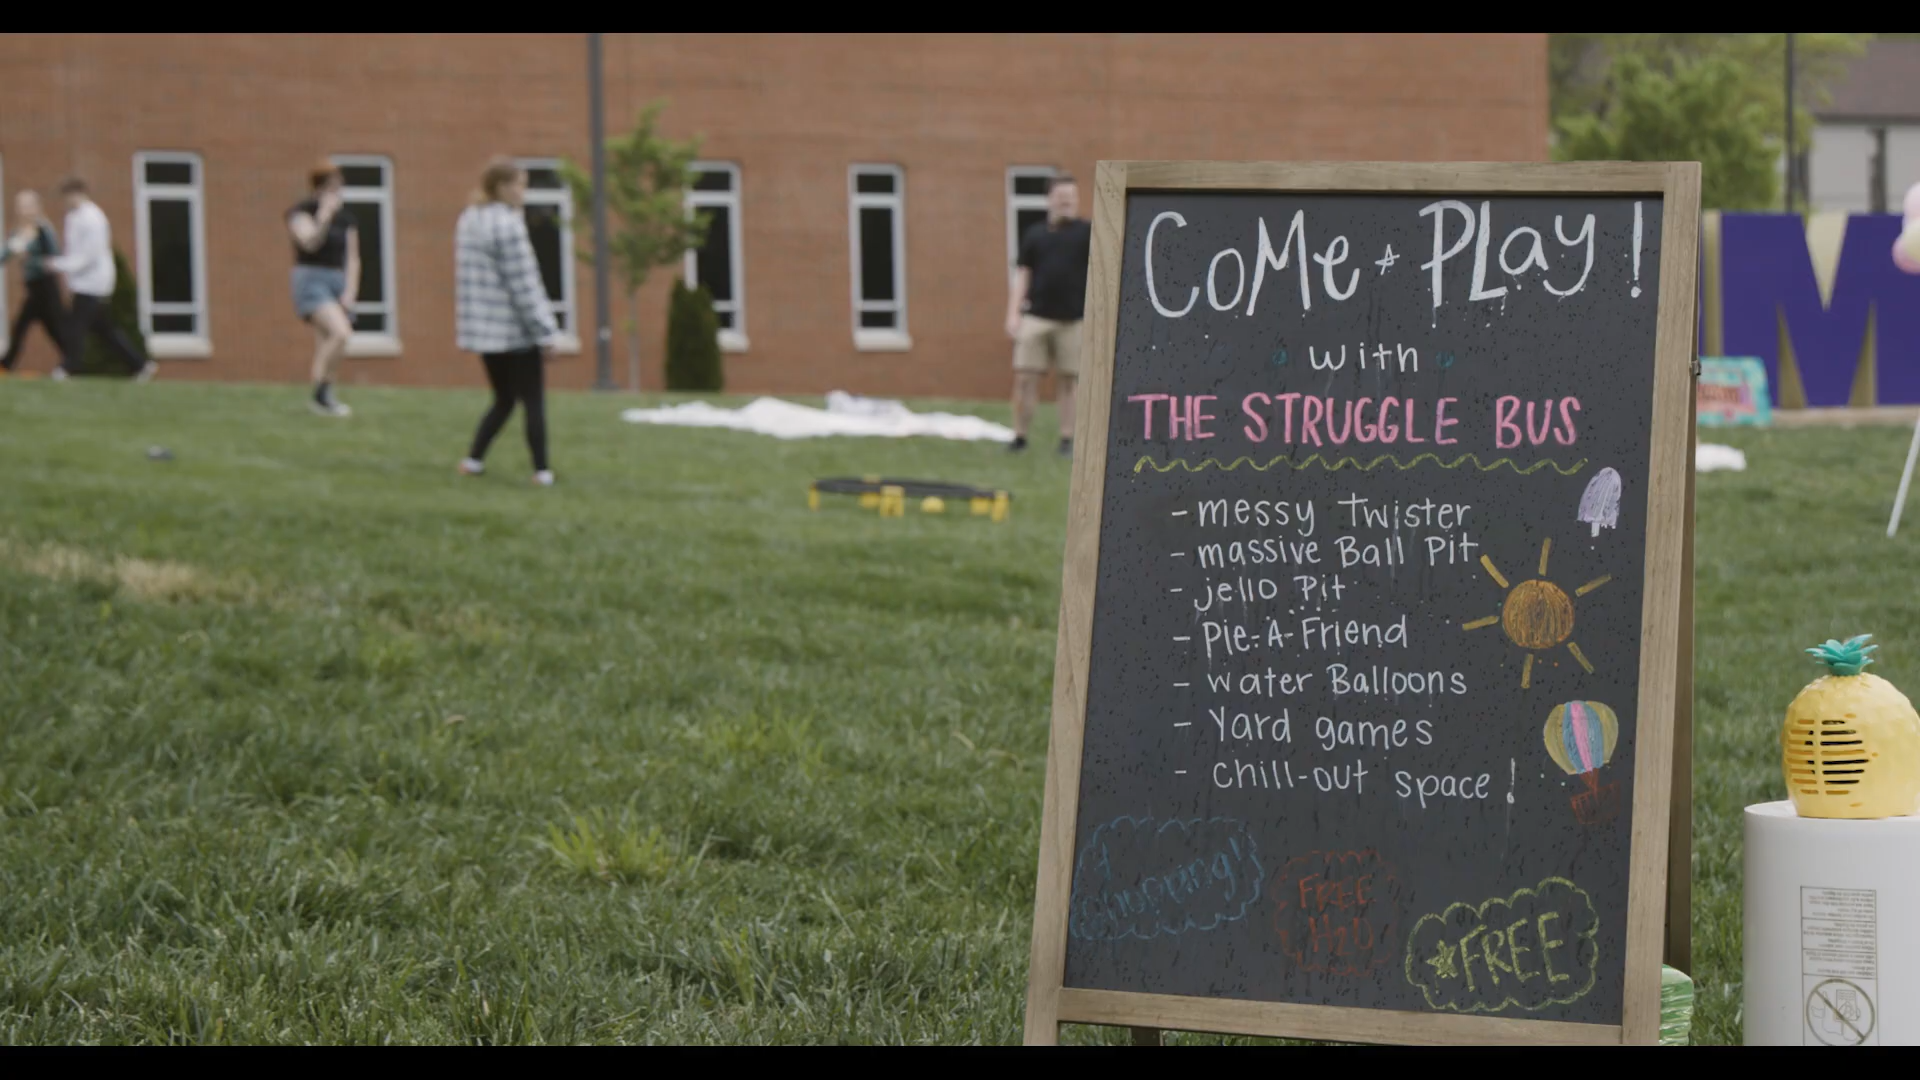 CoMe + PLay!
with
THE STRUGGLE BUS
- messy Twister
- massive Ball Pit
- jello Pit
- Pie-A-Friend
- water Balloons
- Yard games
- chill-out space!
FREE
H2O
FREE
M